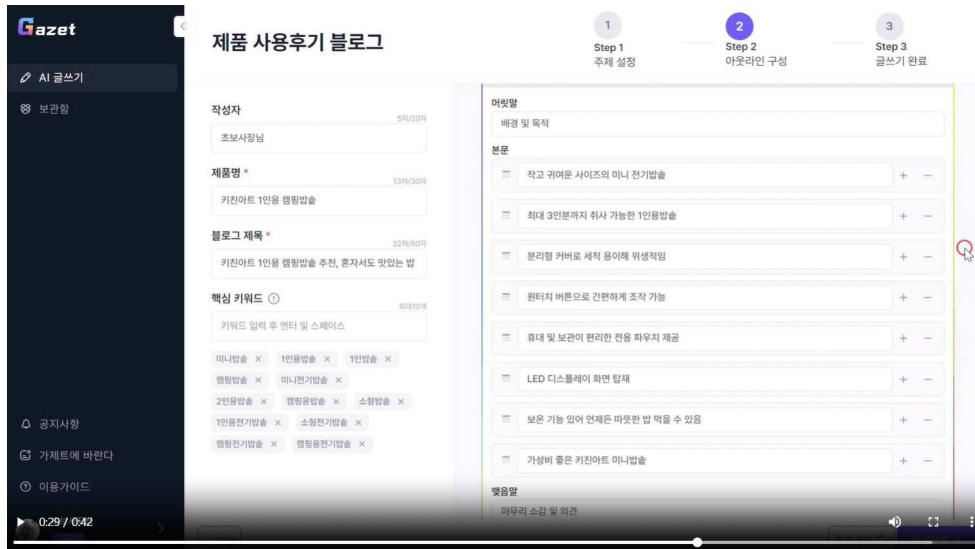 Gazet
AI 글쓰기
보관함
공지사항
가제트에 바란다
이용가이드
0:29 / 0:42
제품 사용후기 블로그
1
Step 1
주제 설정
2
Step 2
아웃라인 구성
3
Step 3
글쓰기 완료
작성자
5자/20자
초보사장님
제품명 *
13자/30자
키친아트 1인용 캠핑밥솥
블로그 제목 *
32자/50자
키친아트 1인용 캠핑밥솥 추천, 혼자서도 맛있는 밥
핵심 키워드
최대10개
키워드 입력 후 엔터 및 스페이스
미니밥솥 × 1인용밥솥 × 1인밥솥 ×
캠핑밥솥 × 미니전기밥솥 ×
2인용밥솥 × 캠핑용밥솥 × 소형밥솥 ×
1인용전기밥솥 × 소형전기밥솥 ×
캠핑전기밥솥 × 캠핑용전기밥솥 ×
머릿말
배경 및 목적
본문
작고 귀여운 사이즈의 미니 전기밥솥
최대 3인분까지 취사 가능한 1인용밥솥
분리형 커버로 세척 용이해 위생적임
원터치 버튼으로 간편하게 조작 가능
휴대 및 보관이 편리한 전용 파우치 제공
LED 디스플레이 화면 탑재
보온 기능 있어 언제든 따뜻한 밥 먹을 수 있음
가성비 좋은 키친아트 미니밥솥
맺음말
마무리 소감 및 의견